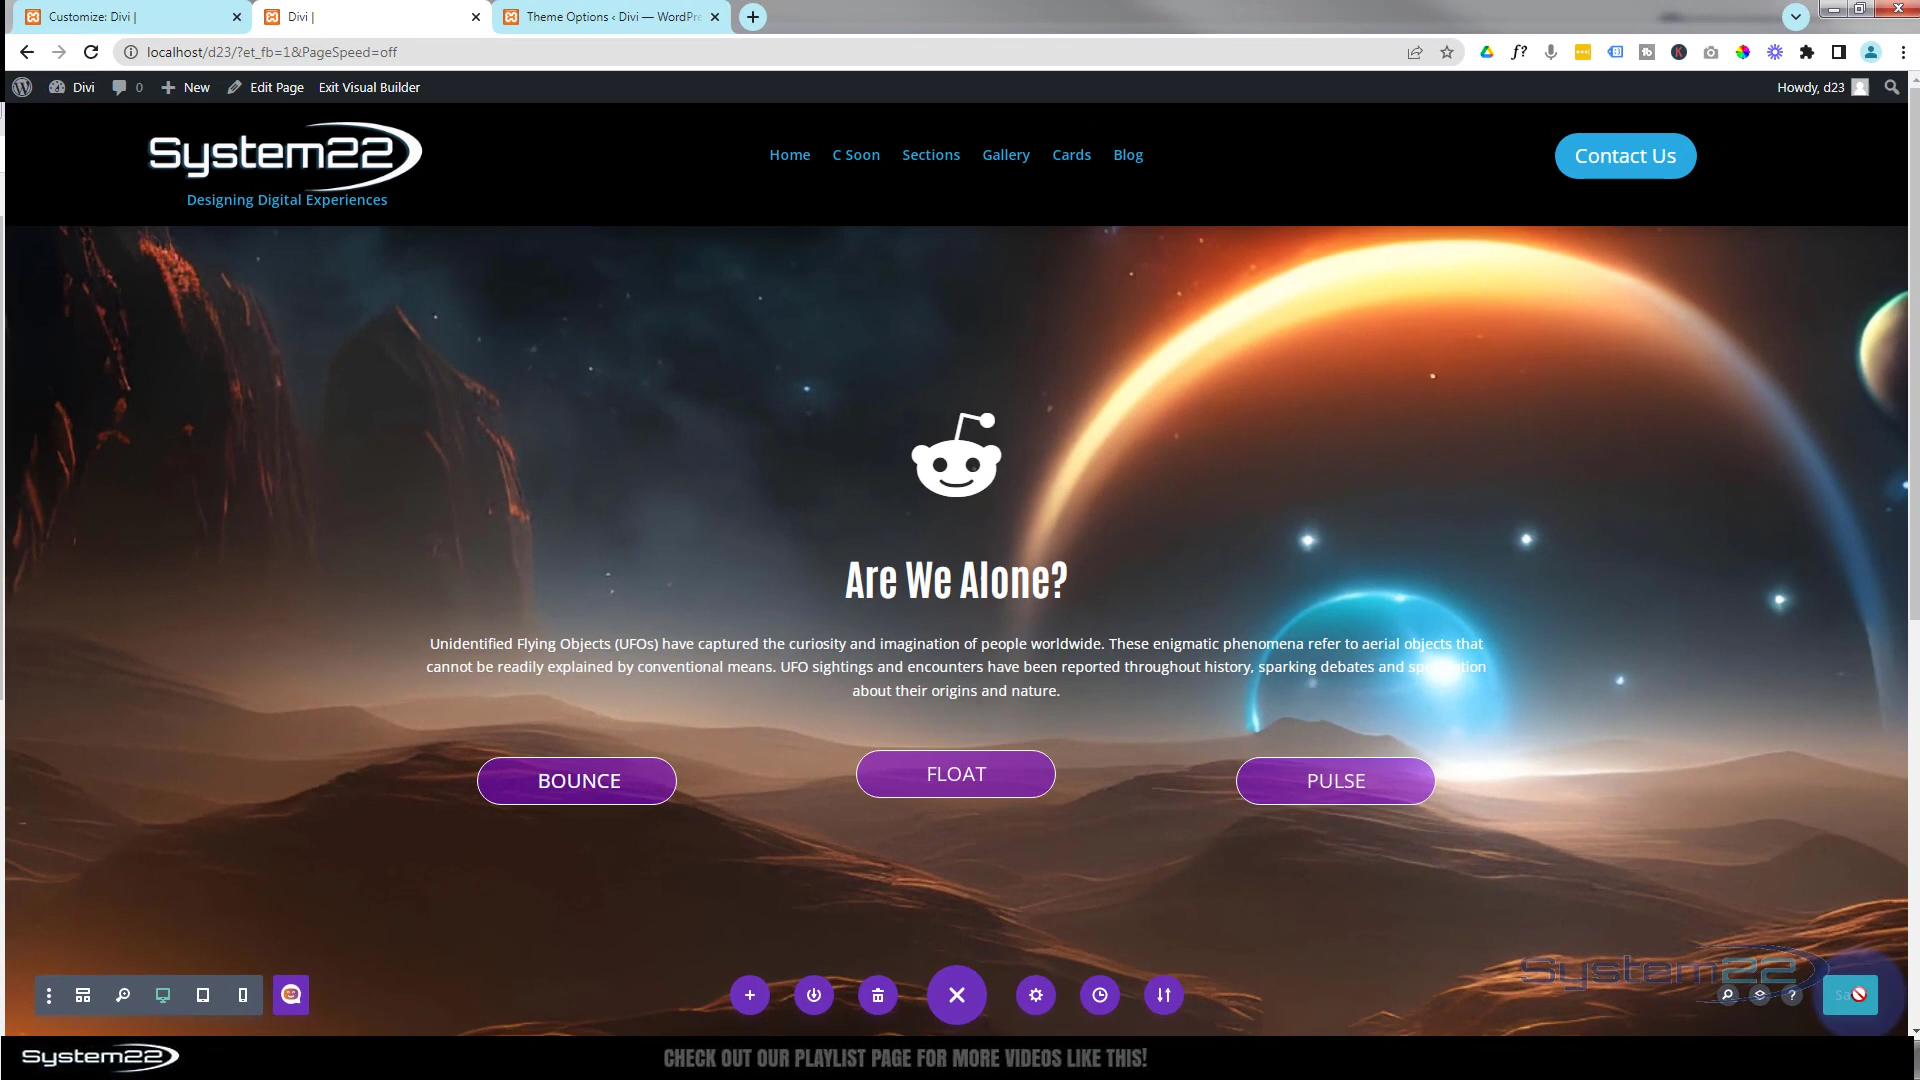 Customize: Divi |
Divi |
Theme Options ‹ Divi — WordPre
localhost/d23/?et_fb=1&PageSpeed=off
f?
Divi
0
New
Edit Page
Exit Visual Builder
Howdy, d23
System22
Designing Digital Experiences
Home
C Soon
Sections
Gallery
Cards
Blog
Contact Us
Are We Alone?
Unidentified Flying Objects (UFOs) have captured the curiosity and imagination of people worldwide. These enigmatic phenomena refer to aerial objects that
cannot be readily explained by conventional means. UFO sightings and encounters have been reported throughout history, sparking debates and speculation
about their origins and nature.
BOUNCE
FLOAT
PULSE
System22
System22
CHECK OUT OUR PLAYLIST PAGE FOR MORE VIDEOS LIKE THIS!